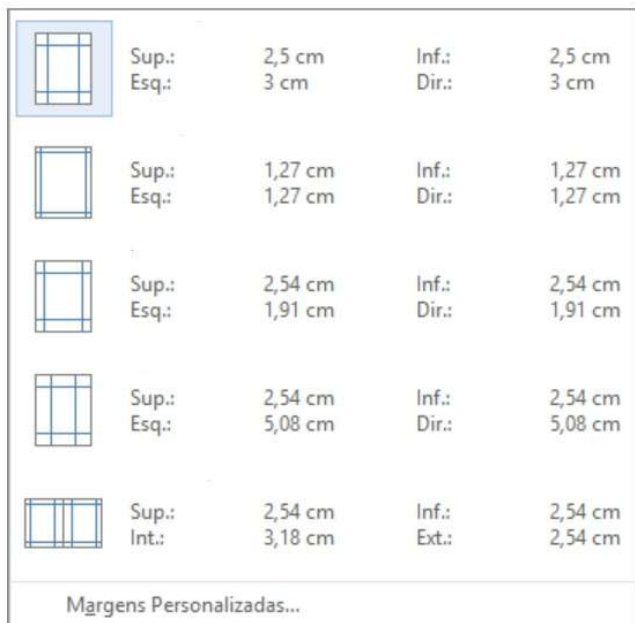 Sup.: 2,5 cm Inf.: 2,5 cm
Esq.: 3 cm Dir.: 3 cm
Sup.: 1,27 cm Inf.: 1,27 cm
Esq.: 1,27 cm Dir.: 1,27 cm
Sup.: 2,54 cm Inf.: 2,54 cm
Esq.: 1,91 cm Dir.: 1,91 cm
Sup.: 2,54 cm Inf.: 2,54 cm
Esq.: 5,08 cm Dir.: 5,08 cm
Sup.: 2,54 cm Inf.: 2,54 cm
Int.: 3,18 cm Ext.: 2,54 cm
Margens Personalizadas...